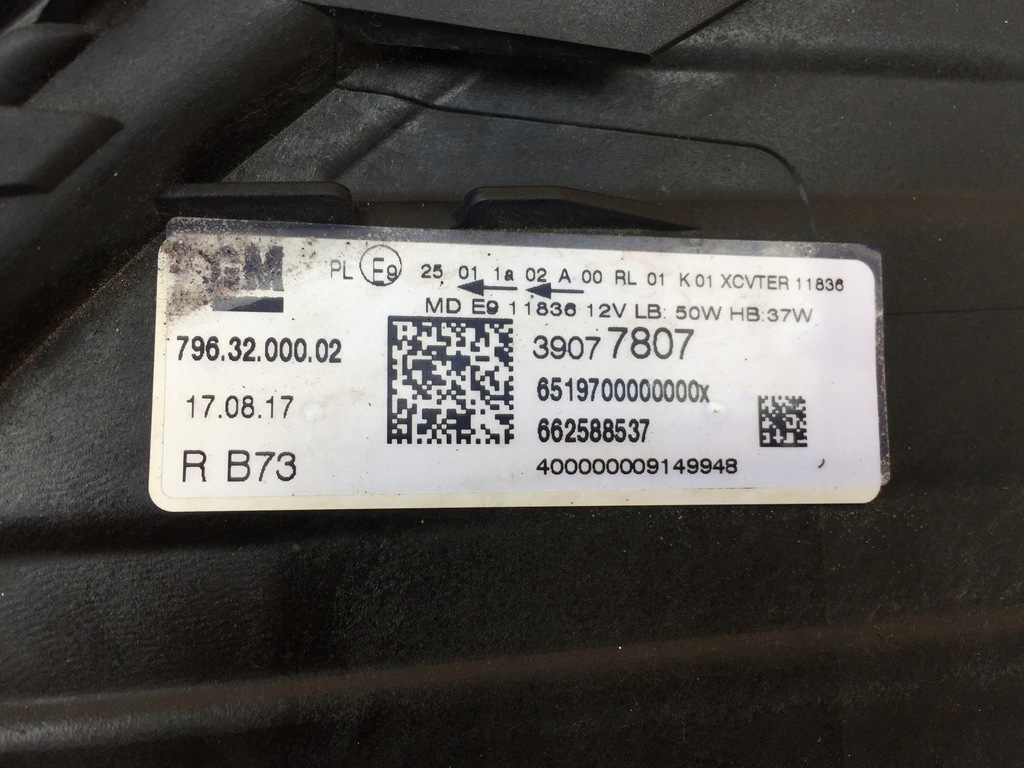 GM
PL E9 25 01 1a 02 A 00 RL 01 K 01 XCVTER 11836
MD E9 11836 12V LB: 50W HB:37W
796.32.000.02
3907 7807
17.08.17
6519700000000x
662588537
R B73
400000009149948